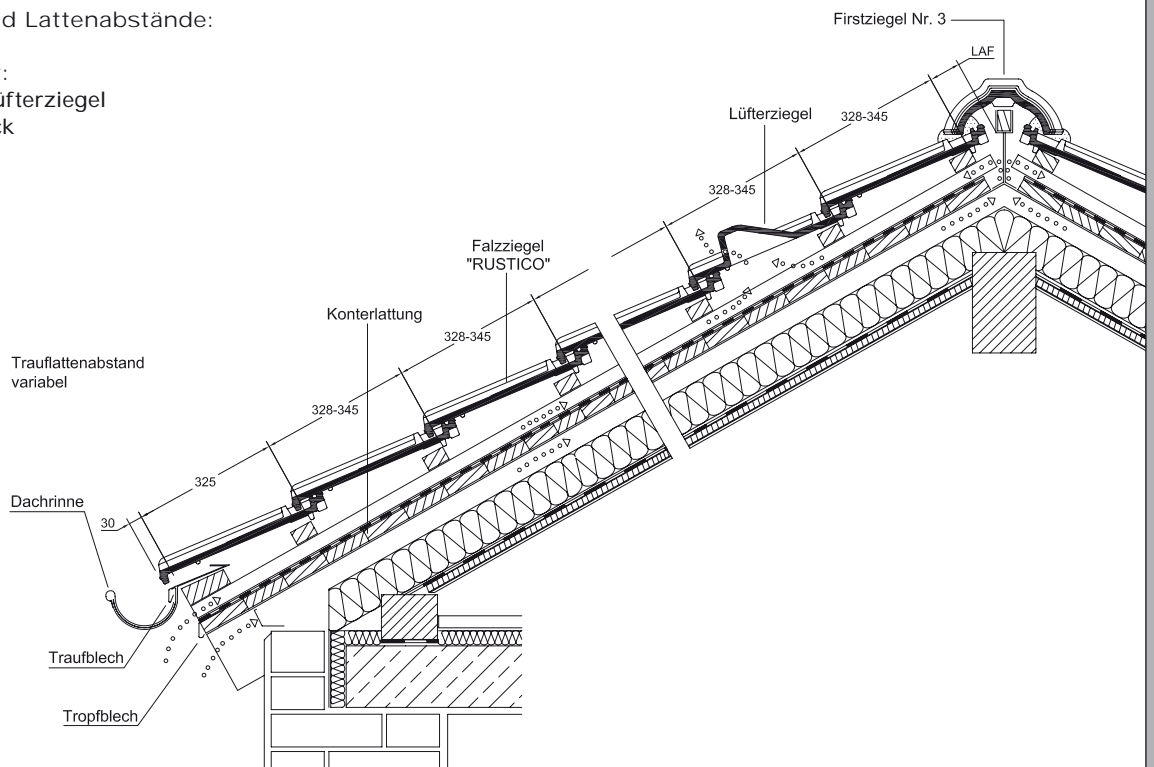 d Lattenabstände:
:
üfterziegel
ck
Firstziegel Nr. 3
LAF
328-345
Lüfterziegel
328-345
Falzziegel
"RUSTICO"
Konterlattung
328-345
Trauflattenabstand
variabel
328-345
325
Dachrinne
30
Traufblech
Tropfblech